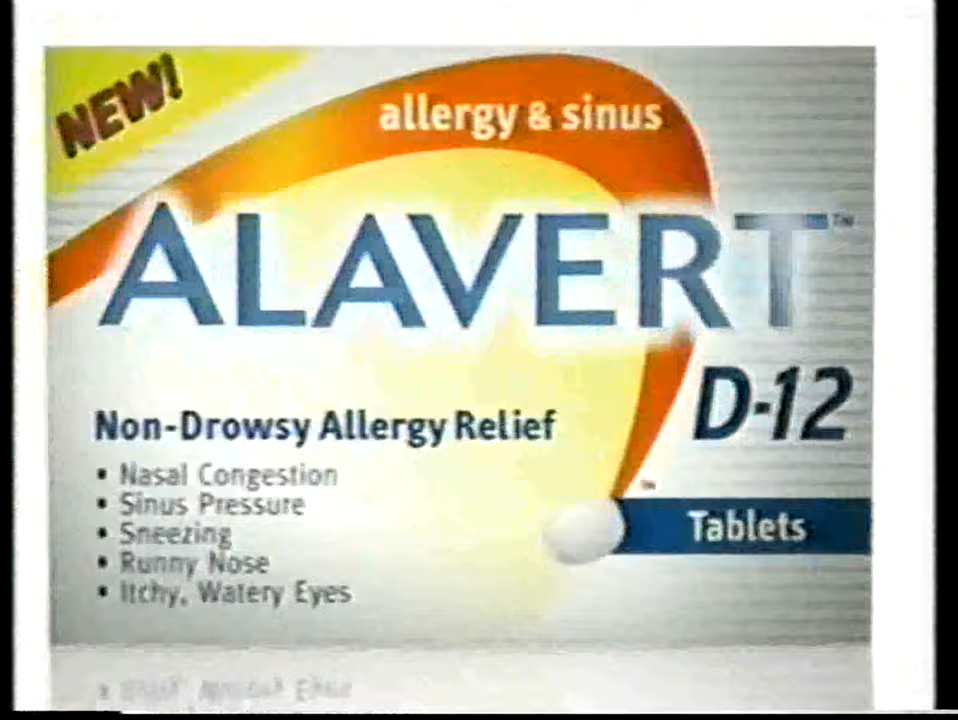 NEW!
allergy & sinus
ALAVERT™
D-12
Non-Drowsy Allergy Relief
• Nasal Congestion
• Sinus Pressure
• Sneezing
• Runny Nose
• Itchy, Watery Eyes
Tablets